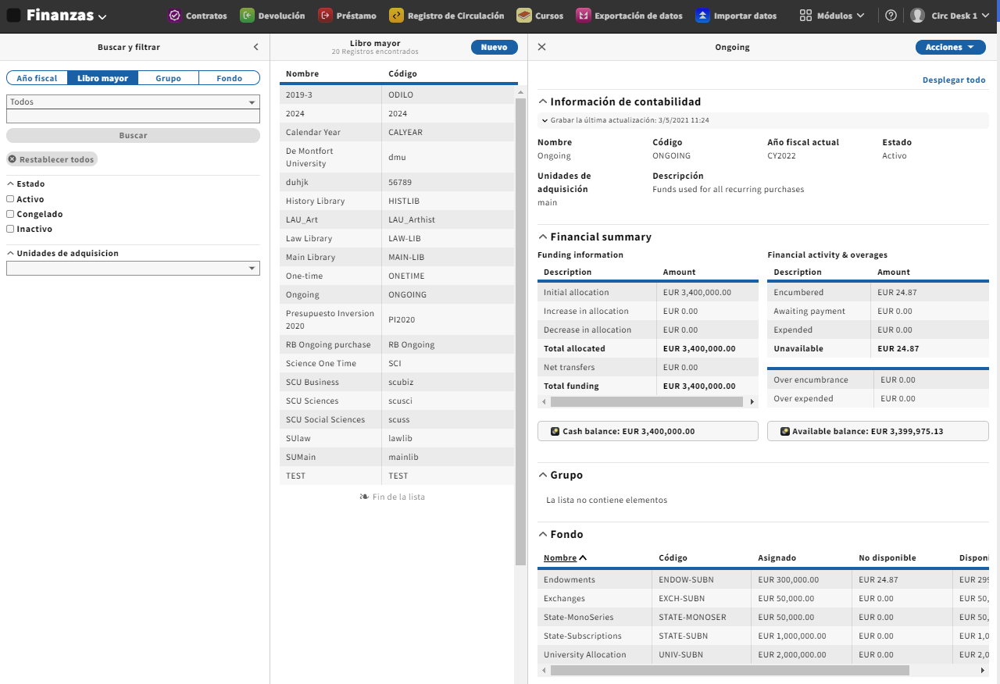 Finanzas Contratos Devolución Préstamo Registro de Circulación Cursos Exportación de datos Importar datos Módulos Circ Desk 1
Buscar y filtrar
Año fiscal Libro mayor Grupo Fondo
Todos
Buscar
Restablecer todos
Estado
Activo
Congelado
Inactivo
Unidades de adquisicion
Libro mayor
20 Registros encontrados
Nuevo
Nombre Código
2019-3 ODILO
2024 2024
Calendar Year CALYEAR
De Montfort
University dmu
duhjk 56789
History Library HISTLIB
LAU_Art LAU_Arthist
Law Library LAW-LIB
Main Library MAIN-LIB
One-time ONETIME
Ongoing ONGOING
Presupuesto Inversion
2020 PI2020
RB Ongoing purchase RB Ongoing
Science One Time SCI
SCU Business scubiz
SCU Sciences scusci
SCU Social Sciences scuss
SUlaw lawlib
SUMain mainlib
TEST TEST
Fin de la lista
Ongoing
Acciones
Desplegar todo
Información de contabilidad
Grabar la última actualización: 3/5/2021 11:24
Nombre Código Año fiscal actual Estado
Ongoing ONGOING CY2022 Activo
Unidades de
adquisición
main
Descripción
Funds used for all recurring purchases
Financial summary
Funding information
Description Amount
Initial allocation EUR 3,400,000.00
Increase in allocation EUR 0.00
Decrease in allocation EUR 0.00
Total allocated EUR 3,400,000.00
Net transfers EUR 0.00
Total funding EUR 3,400,000.00
Financial activity & overages
Description Amount
Encumbered EUR 24.87
Awaiting payment EUR 0.00
Expended EUR 0.00
Unavailable EUR 24.87
Over encumbrance EUR 0.00
Over expended EUR 0.00
Cash balance: EUR 3,400,000.00
Available balance: EUR 3,399,975.13
Grupo
La lista no contiene elementos
Fondo
Nombre Código Asignado No disponible Disponi
Endowments ENDOW-SUBN EUR 300,000.00 EUR 24.87 EUR 299
Exchanges EXCH-SUBN EUR 50,000.00 EUR 0.00 EUR 50,
State-MonoSeries STATE-MONOSER EUR 50,000.00 EUR 0.00 EUR 50,
State-Subscriptions STATE-SUBN EUR 1,000,000.00 EUR 0.00 EUR 1,0
University Allocation UNIV-SUBN EUR 2,000,000.00 EUR 0.00 EUR 2,0